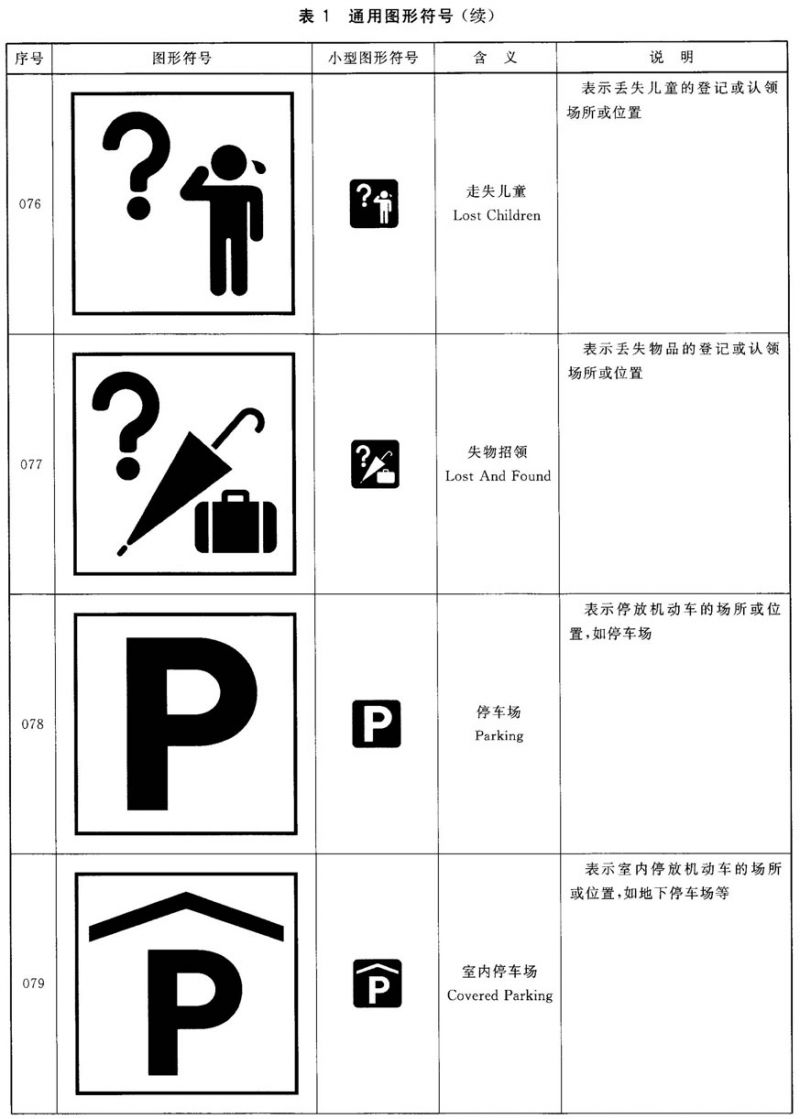 表 1 通用图形符号(续)
序号 图形符号 小型图形符号 含 义 说 明
076
?
?
走失儿童
Lost Children
表示丢失儿童的登记或认领
场所或位置
077
?
?
失物招领
Lost And Found
表示丢失物品的登记或认领
场所或位置
078
P
P
停车场
Parking
表示停放机动车的场所或位
置,如停车场
079
P
P
室内停车场
Covered Parking
表示室内停放机动车的场所
或位置,如地下停车场等